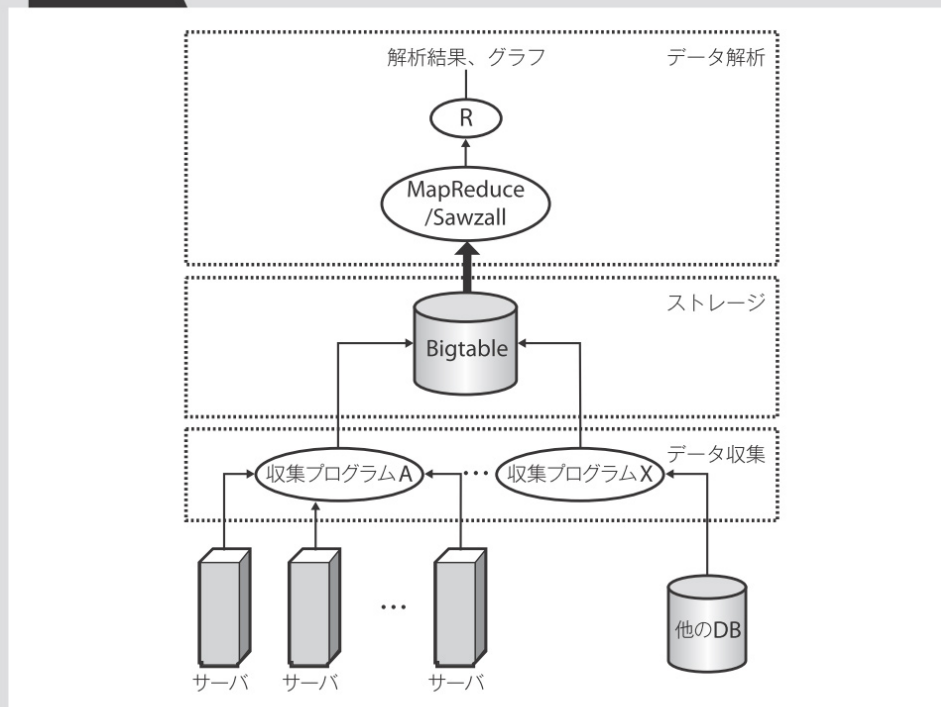 解析結果、グラフ
データ解析
R
MapReduce
/Sawzall
ストレージ
Bigtable
データ収集
収集プログラムA
…
収集プログラムX
…
他のDB
サーバ
サーバ
サーバ